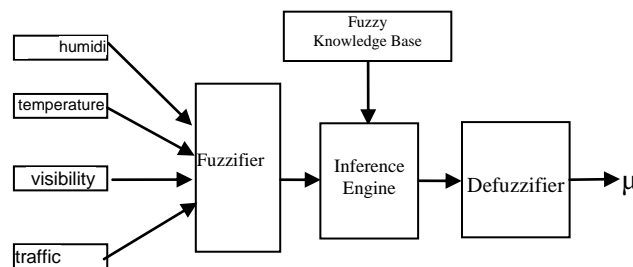 humidi
temperature
visibility
traffic
Fuzzifier
Fuzzy
Knowledge Base
Inference
Engine
Defuzzifier
μ